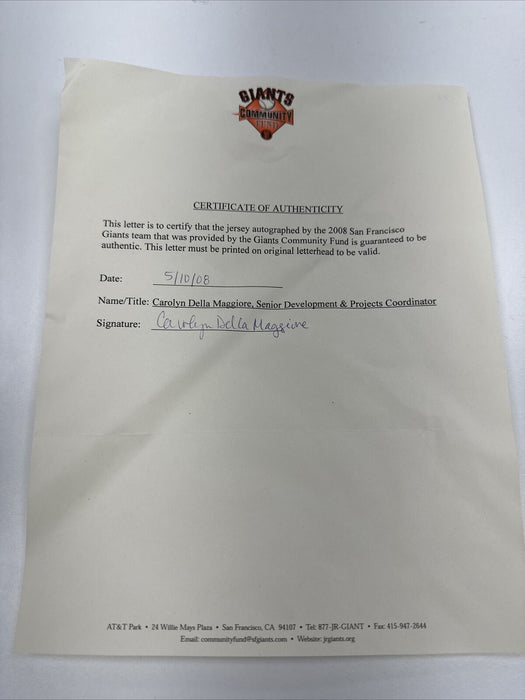 GIANTS
COMMUNITY
FUND
CERTIFICATE OF AUTHENTICITY
This letter is to certify that the jersey autographed by the 2008 San Francisco
Giants team that was provided by the Giants Community Fund is guaranteed to be
authentic. This letter must be printed on original letterhead to be valid.
Date: 5/10/08
Name/Title: Carolyn Della Maggiore, Senior Development & Projects Coordinator
Signature: Carolyn Della Maggiore
AT&T Park • 24 Willie Mays Plaza • San Francisco, CA 94107 • Tel: 877-JR-GIANT • Fax: 415-947-2644
Email: communityfund@sfgiants.com • Website: jrgiants.org